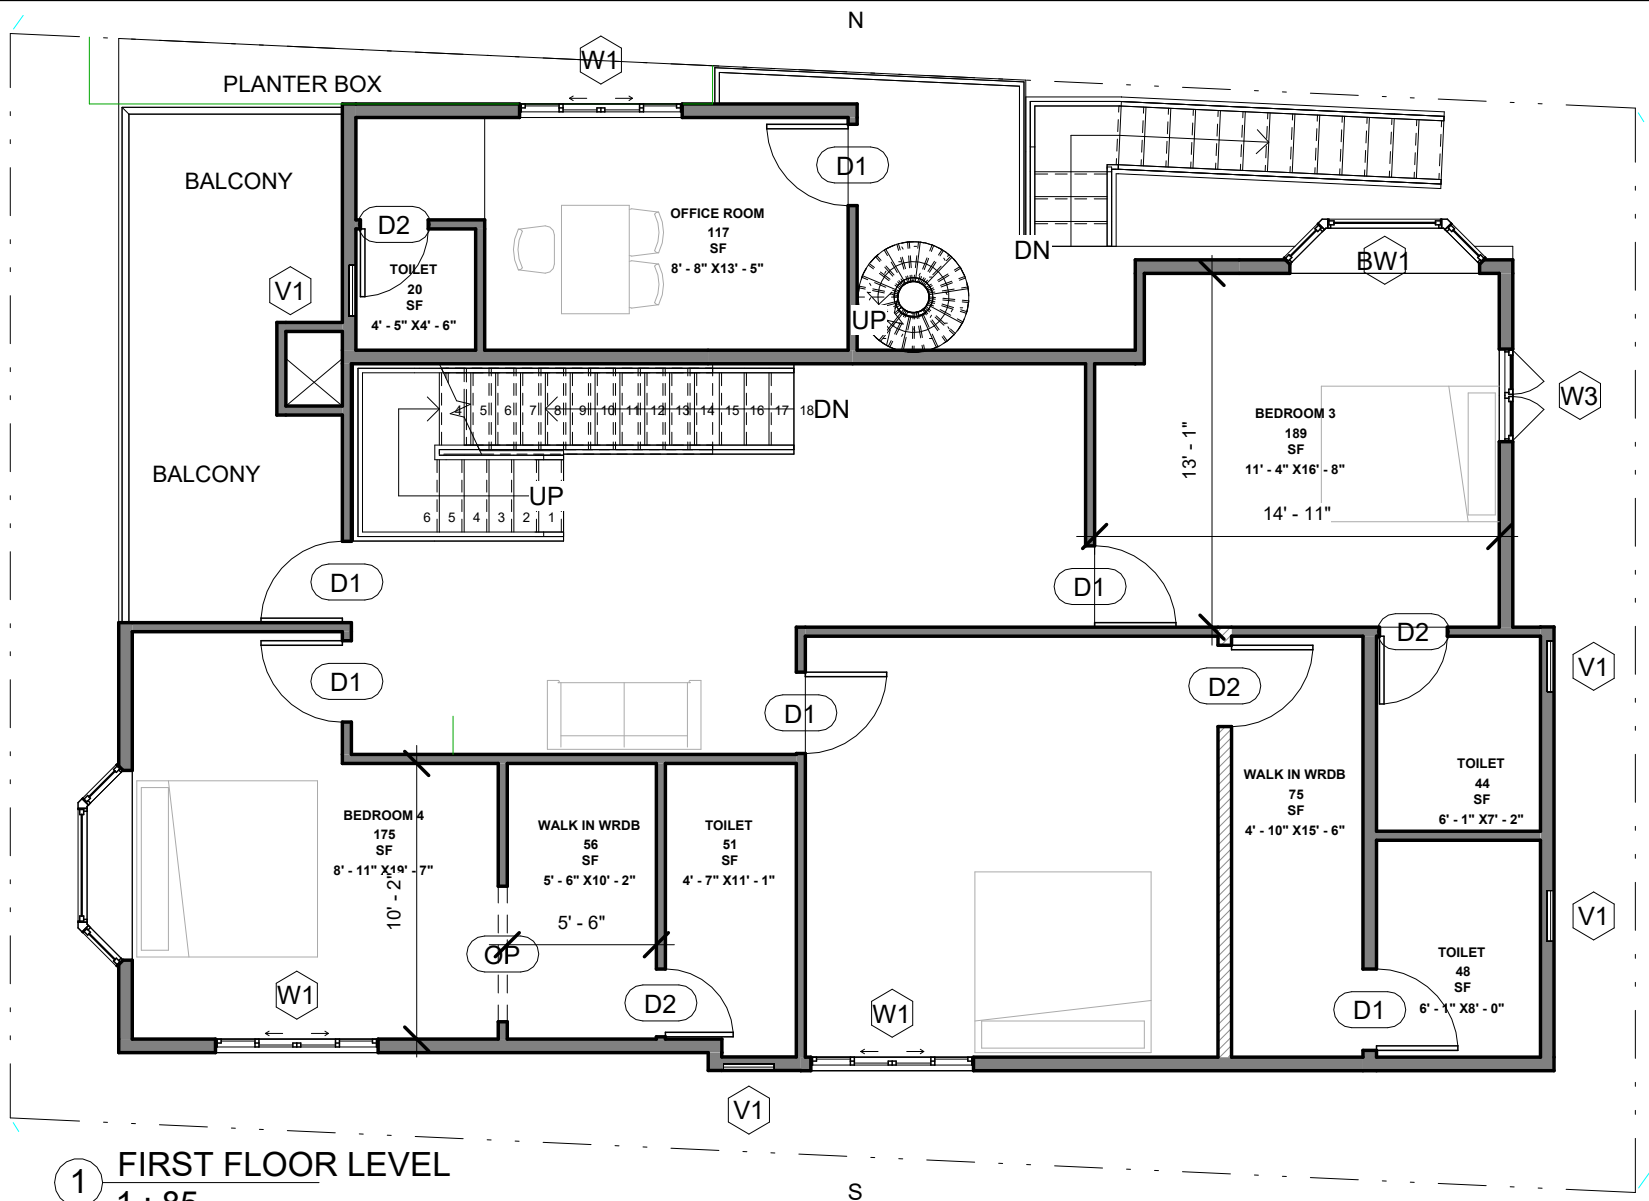 N
W1
PLANTER BOX
D1
BALCONY
D2
OFFICE ROOM
117
SF
8' - 8" X13' - 5"
DN
BW1
TOILET
20
SF
4' - 5" X4' - 6"
V1
UP
4 5 6 7 8 9 10 11 12 13 14 15 16 17 18 DN
W3
BEDROOM 3
189
SF
11' - 4" X16' - 8"
13' - 1"
14' - 11"
BALCONY
UP
6 5 4 3 2 1
D1
D1
D2
V1
D1
D2
D1
TOILET
44
SF
6' - 1" X7' - 2"
WALK IN WRDB
75
SF
4' - 10" X15' - 6"
BEDROOM 4
175
SF
8' - 11" X19' - 7"
10' - 2"
WALK IN WRDB
56
SF
5' - 6" X10' - 2"
5' - 6"
TOILET
51
SF
4' - 7" X11' - 1"
V1
OP
TOILET
48
SF
6' - 1" X8' - 0"
W1
D2
W1
D1
V1
1
FIRST FLOOR LEVEL
1 : 85
S